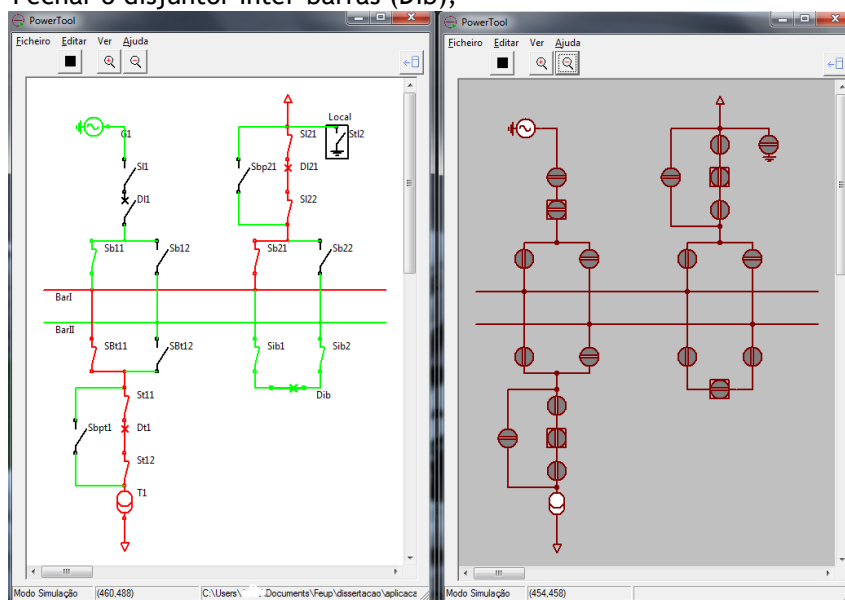 Fechar o disjuntor inter-barras (Dib);
PowerTool
Ficheiro Editar Ver Ajuda
G1
Sl1
Dl1
Sb11
Sb12
Local
Stl2
Sl21
Sbp21
Dl21
Sl22
Sb21
Sb22
BarI
BarII
SBt11
SBt12
Sib1
Sib2
Dib
St11
Sbpt1
Dt1
St12
T1
Modo Simulação (460,488) C:\Users\ Documents\Feup\dissertacao\aplicaca
PowerTool
Ficheiro Editar Ver Ajuda
Modo Simulação (454,458)